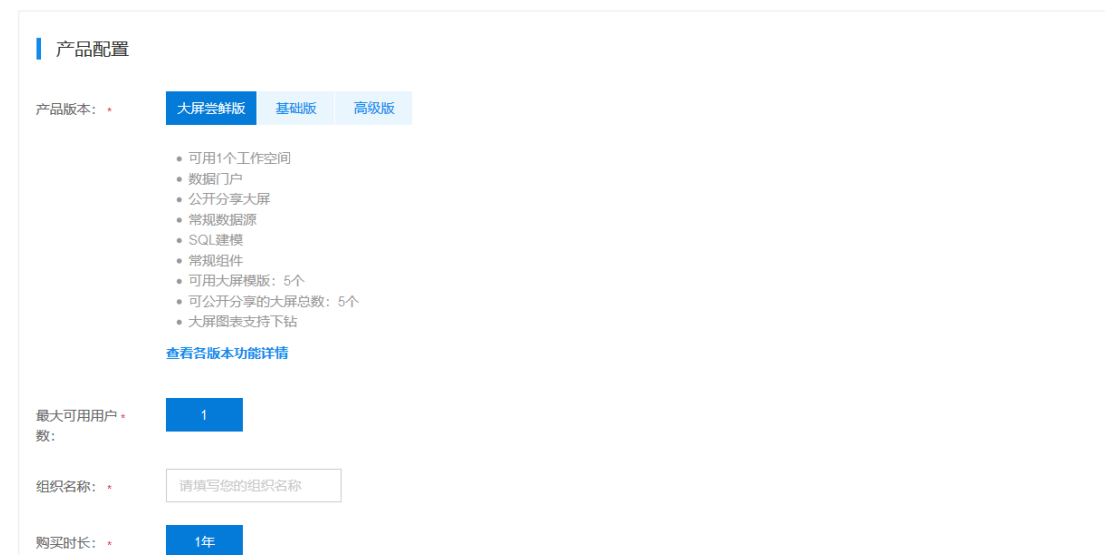 产品配置
产品版本： * 大屏尝鲜版 基础版 高级版
● 可用1个工作空间
● 数据门户
● 公开分享大屏
● 常规数据源
● SQL建模
● 常规组件
● 可用大屏模版：5个
● 可公开分享的大屏总数：5个
● 大屏图表支持下钻
查看各版本功能详情
最大可用用户 * 1
数：
组织名称： * 请填写您的组织名称
购买时长： * 1年